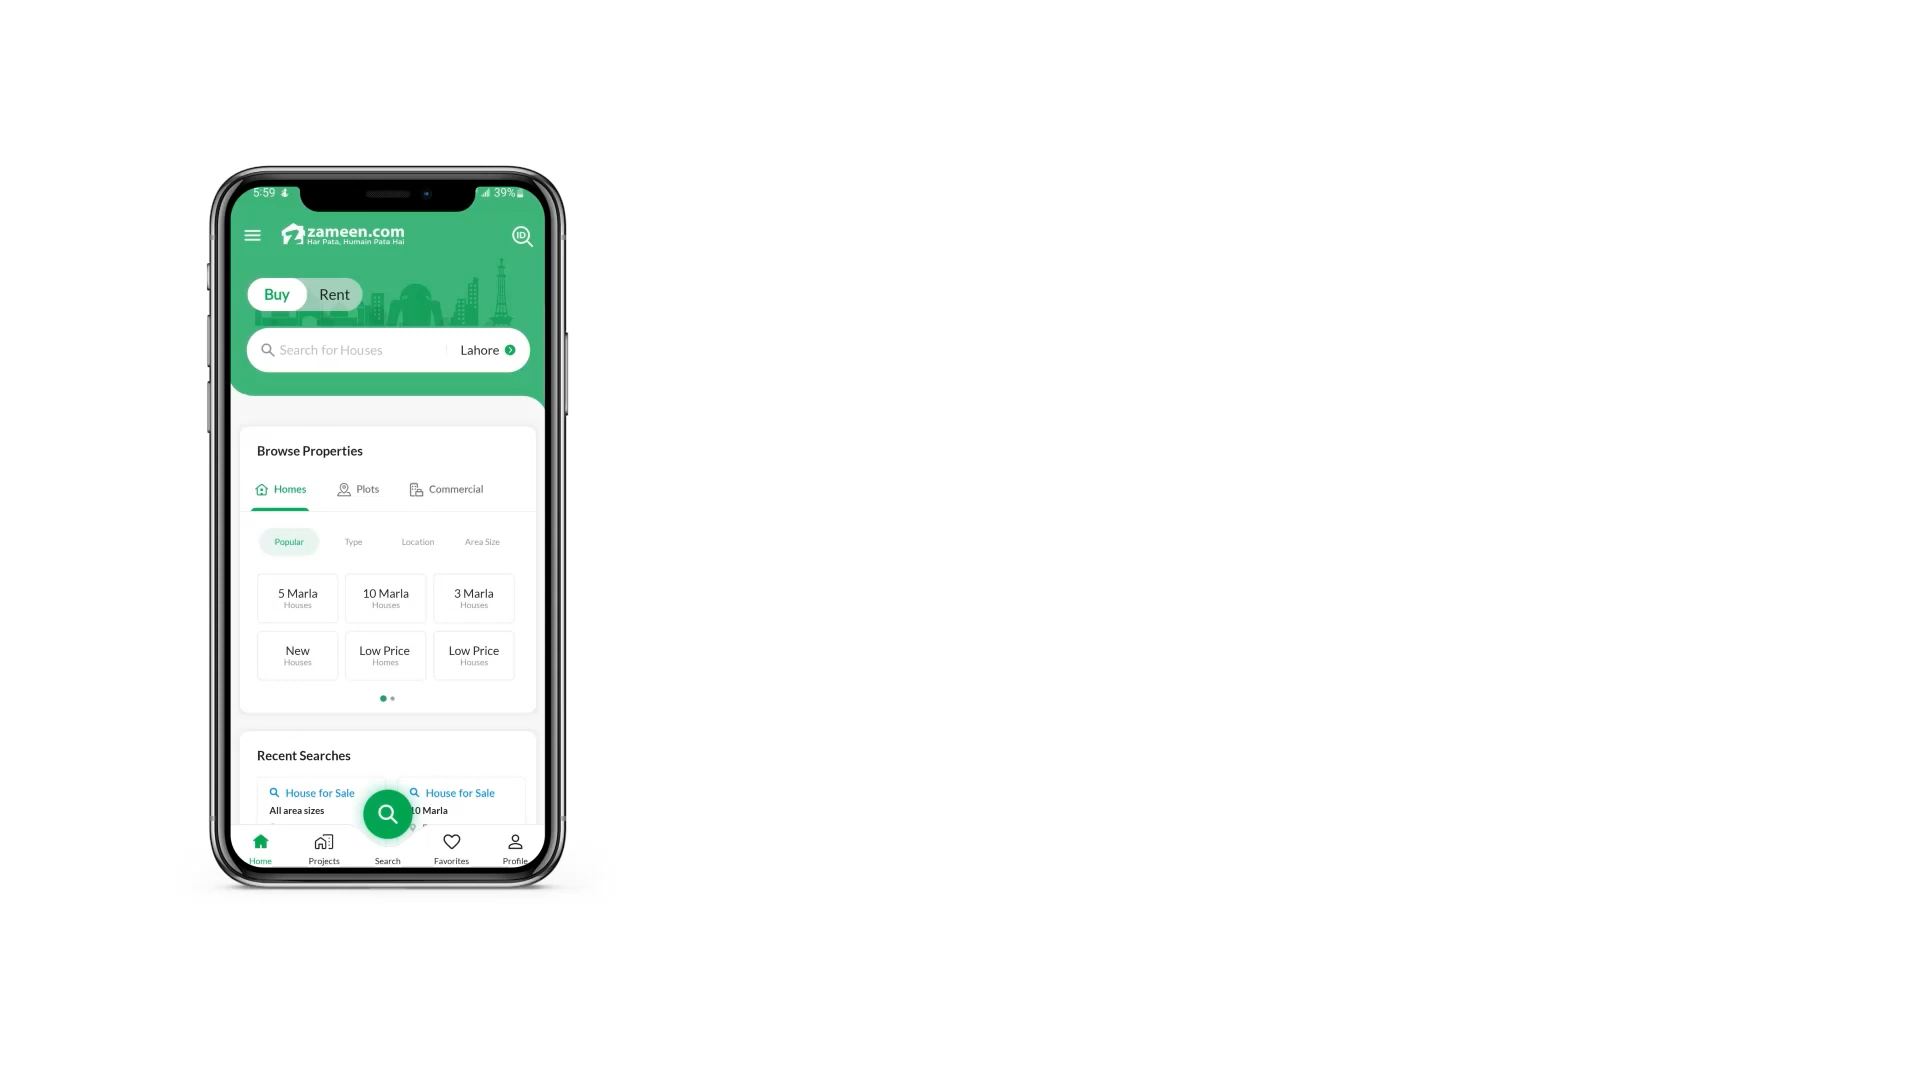 5:59
39%
zameen.com
Har Pata, Humain Pata Hai
ID
Buy Rent
Search for Houses Lahore
Browse Properties
Homes Plots Commercial
Popular Type Location Area Size
5 Marla 10 Marla 3 Marla
Houses Houses Houses
New Low Price Low Price
Houses Homes Houses
Recent Searches
House for Sale House for Sale
All area sizes 10 Marla
Home Projects Search Favorites Profile